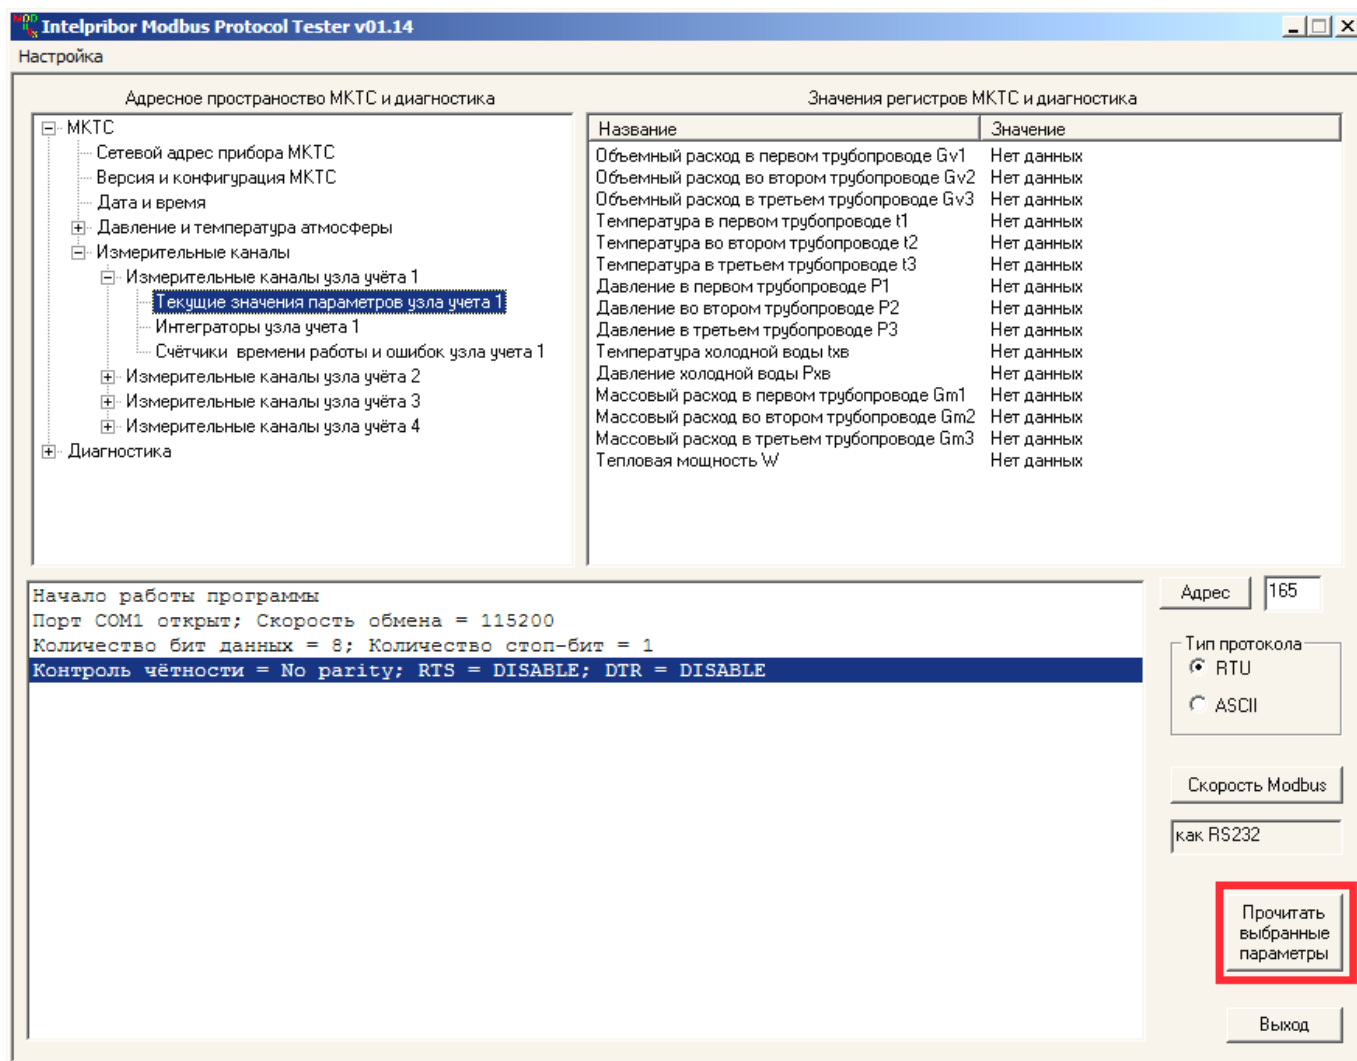 Intelpribor Modbus Protocol Tester v01.14
Настройка
Адресное пространоство МКТС и диагностика
МКТС
Сетевой адрес прибора МКТС
Версия и конфигурация МКТС
Дата и время
Давление и температура атмосферы
Измерительные каналы
Измерительные каналы узла учёта 1
Текущие значения параметров узла учета 1
Интеграторы узла учета 1
Счётчики времени работы и ошибок узла учета 1
Измерительные каналы узла учёта 2
Измерительные каналы узла учёта 3
Измерительные каналы узла учёта 4
Диагностика
Значения регистров МКТС и диагностика
Название Значение
Объемный расход в первом трубопроводе Gv1 Нет данных
Объемный расход во втором трубопроводе Gv2 Нет данных
Объемный расход в третьем трубопроводе Gv3 Нет данных
Температура в первом трубопроводе t1 Нет данных
Температура во втором трубопроводе t2 Нет данных
Температура в третьем трубопроводе t3 Нет данных
Давление в первом трубопроводе P1 Нет данных
Давление во втором трубопроводе P2 Нет данных
Давление в третьем трубопроводе P3 Нет данных
Температура холодной воды tхв Нет данных
Давление холодной воды Pхв Нет данных
Массовый расход в первом трубопроводе Gm1 Нет данных
Массовый расход во втором трубопроводе Gm2 Нет данных
Массовый расход в третьем трубопроводе Gm3 Нет данных
Тепловая мощность W Нет данных
Начало работы программы
Порт COM1 открыт; Скорость обмена = 115200
Количество бит данных = 8; Количество стоп-бит = 1
Контроль чётности = No parity; RTS = DISABLE; DTR = DISABLE
Адрес 165
Тип протокола
RTU
ASCII
Скорость Modbus
как RS232
Прочитать
выбранные
параметры
Выход